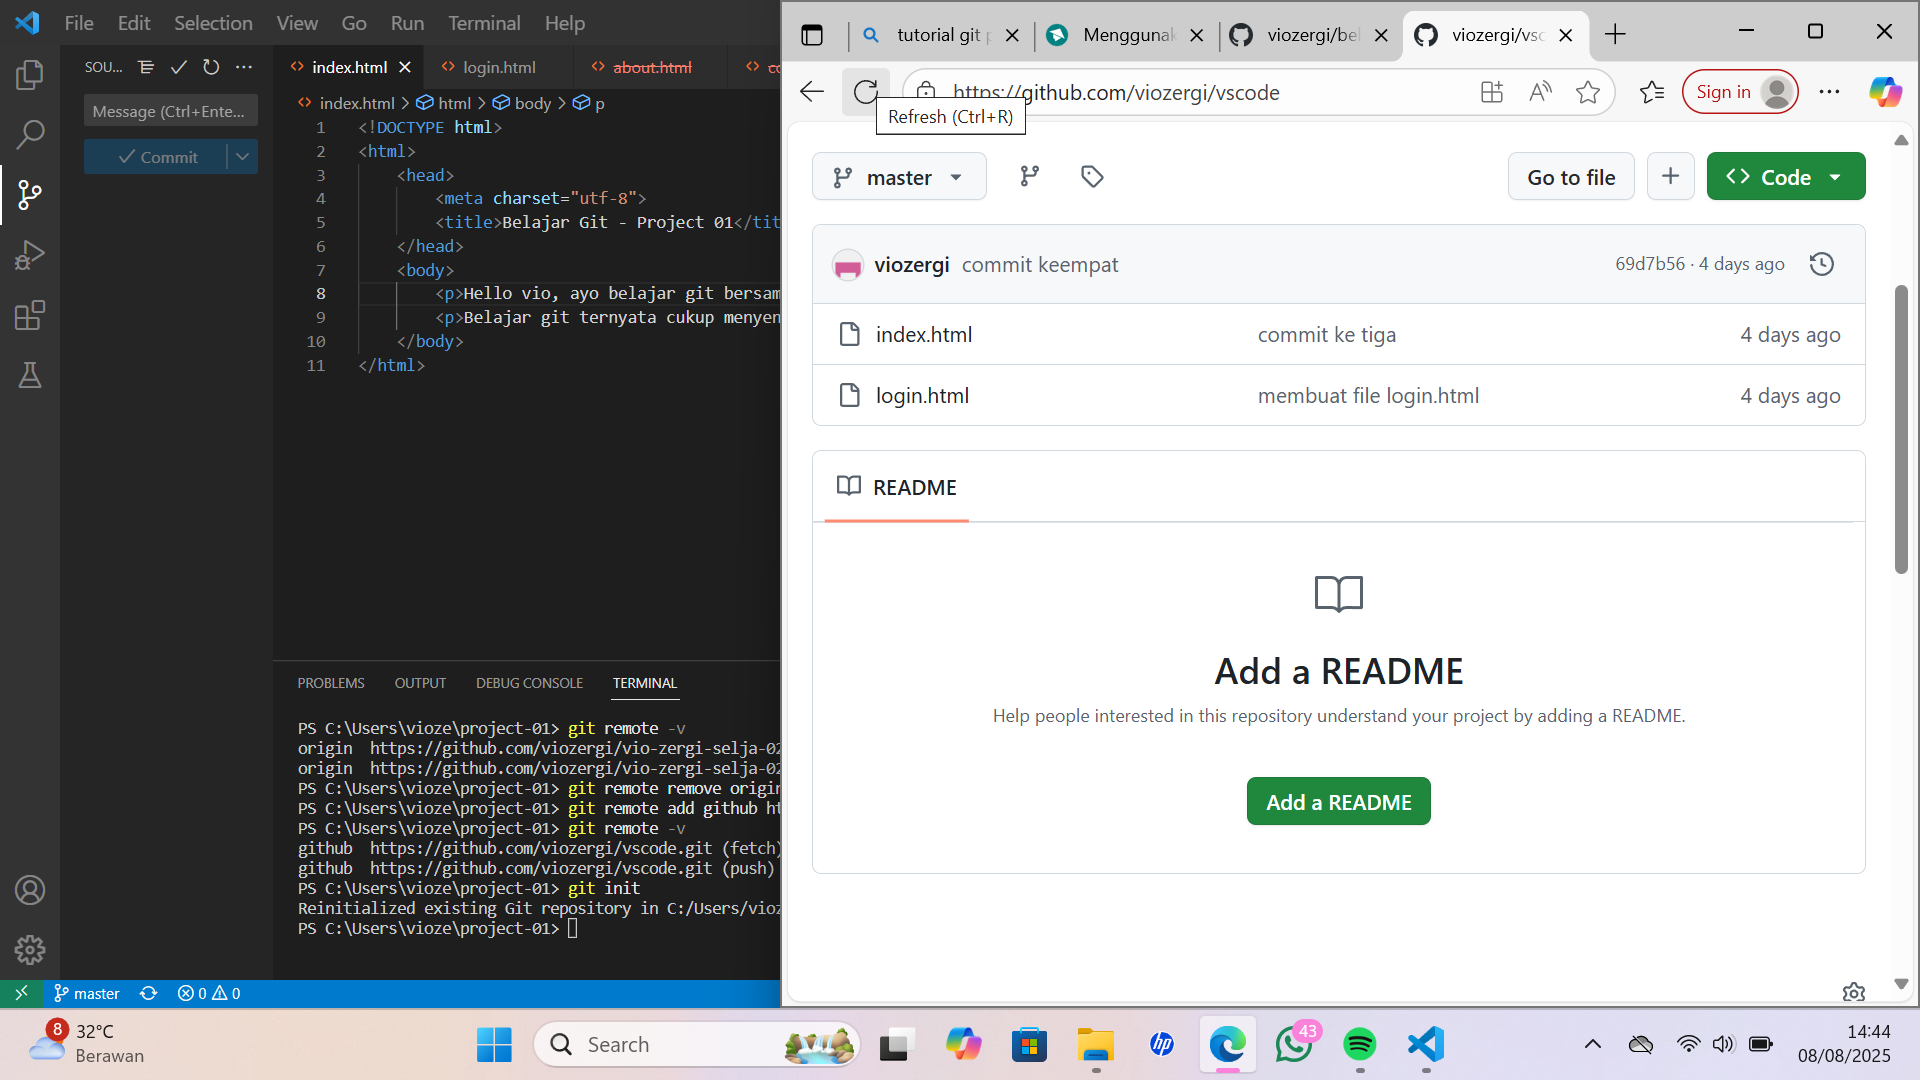 File Edit Selection View Go Run Terminal Help
SOU...
Message (Ctrl+Ente...
Commit
index.html
login.html
about.html
index.html > html > body > p
1 <!DOCTYPE html>
2 <html>
3 <head>
4 <meta charset="utf-8">
5 <title>Belajar Git - Project 01</tit
6 </head>
7 <body>
8 <p>Hello vio, ayo belajar git bersam
9 <p>Belajar git ternyata cukup menyen
10 </body>
11 </html>
PROBLEMS OUTPUT DEBUG CONSOLE TERMINAL
PS C:\Users\vioze\project-01> git remote -v
origin https://github.com/viozergi/vio-zergi-selja-02
origin https://github.com/viozergi/vio-zergi-selja-02
PS C:\Users\vioze\project-01> git remote remove origin
PS C:\Users\vioze\project-01> git remote add github ht
PS C:\Users\vioze\project-01> git remote -v
github https://github.com/viozergi/vscode.git (fetch)
github https://github.com/viozergi/vscode.git (push)
PS C:\Users\vioze\project-01> git init
Reinitialized existing Git repository in C:/Users/vioz
PS C:\Users\vioze\project-01>
master 0 0
tutorial git p
Menggunak
viozergi/bel
viozergi/vsc
https://github.com/viozergi/vscode
Sign in
Refresh (Ctrl+R)
master
Go to file
Code
viozergi commit keempat 69d7b56 · 4 days ago
index.html commit ke tiga 4 days ago
login.html membuat file login.html 4 days ago
README
Add a README
Help people interested in this repository understand your project by adding a README.
Add a README
8
32°C
Berawan
Search
hp
43
14:44
08/08/2025